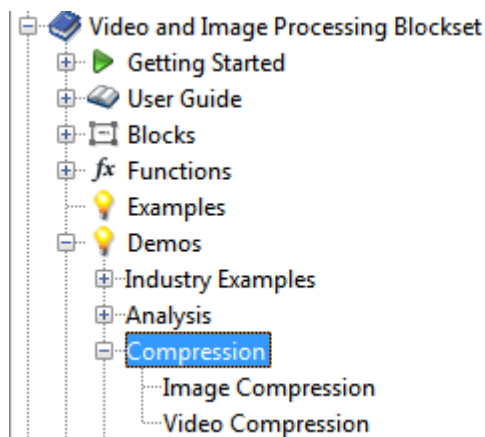 Video and Image Processing Blockset
Getting Started
User Guide
Blocks
fx Functions
Examples
Demos
Industry Examples
Analysis
Compression
Image Compression
Video Compression